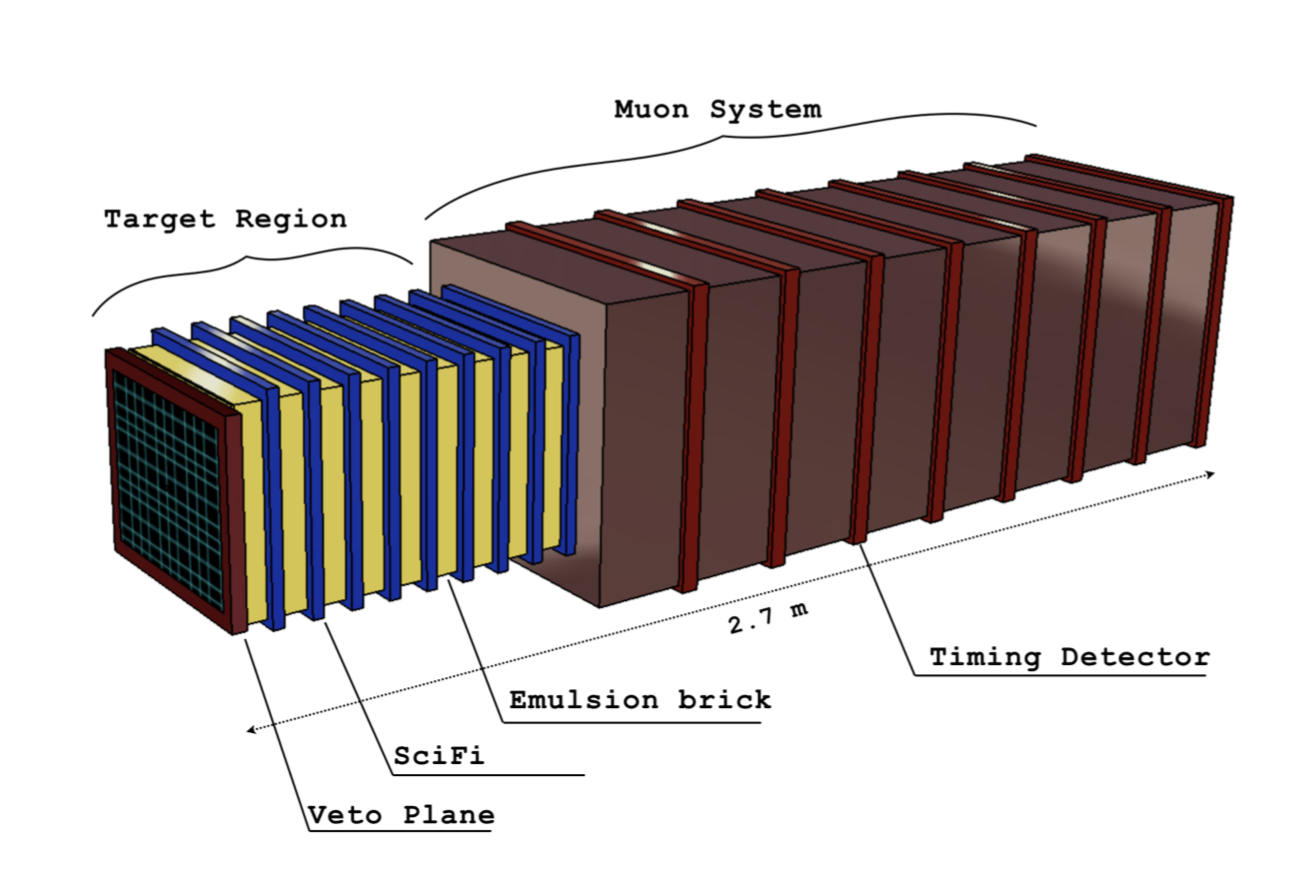 Muon System
Target Region
2.7 m
Timing Detector
Emulsion brick
SciFi
Veto Plane